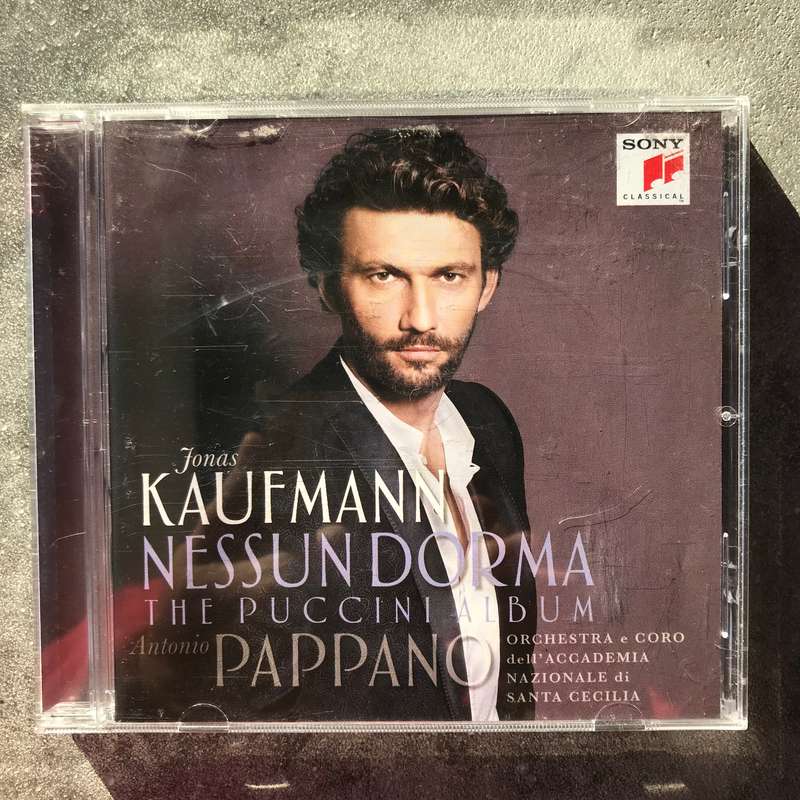 SONY
CLASSICAL
Jonas
KAUFMANN
NESSUN DORMA
THE PUCCINI ALBUM
Antonio
PAPPANO
ORCHESTRA e CORO
dell'ACCADEMIA
NAZIONALE di
SANTA CECILIA